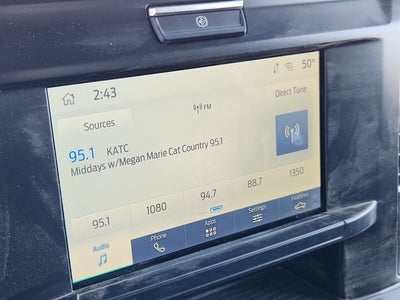 2:43
50°
FM
Direct Tune
Sources
95.1 KATC
Middays w/Megan Marie Cat Country 95.1
95.1 1080 94.7 88.7 1350
Audio Phone Apps Settings Features